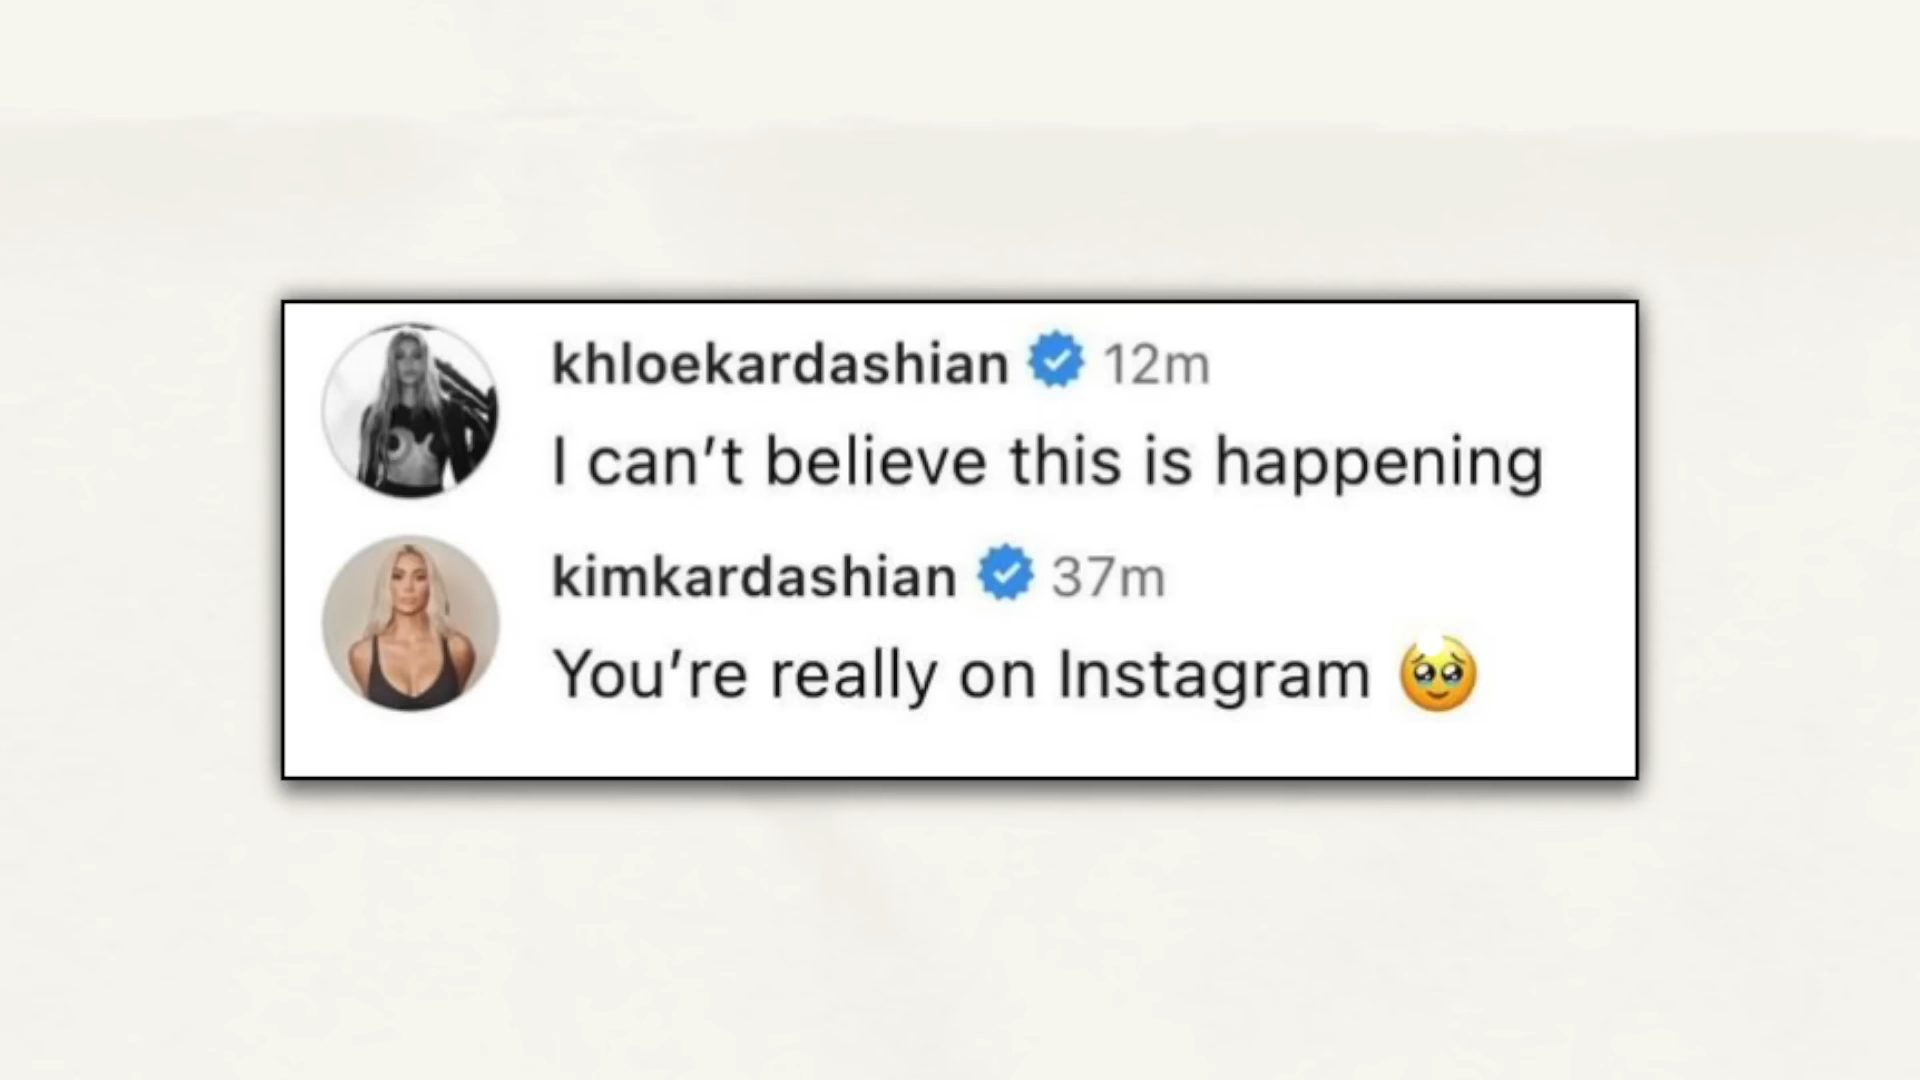 khloekardashian 12m
I can’t believe this is happening
kimkardashian 37m
You’re really on Instagram 🥹